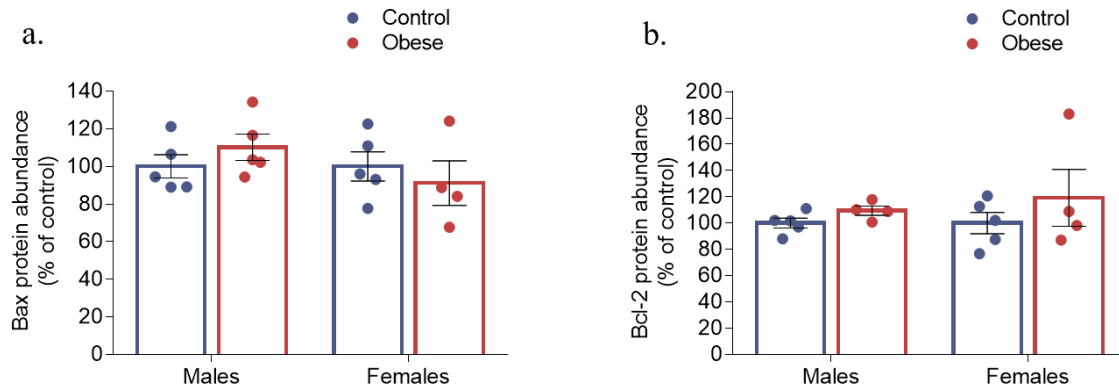 a.
Control
Obese
Bax protein abundance
(% of control)
140
120
100
80
60
40
20
0
Males
Females
b.
Control
Obese
Bcl-2 protein abundance
(% of control)
200
180
160
140
120
100
80
60
40
20
0
Males
Females